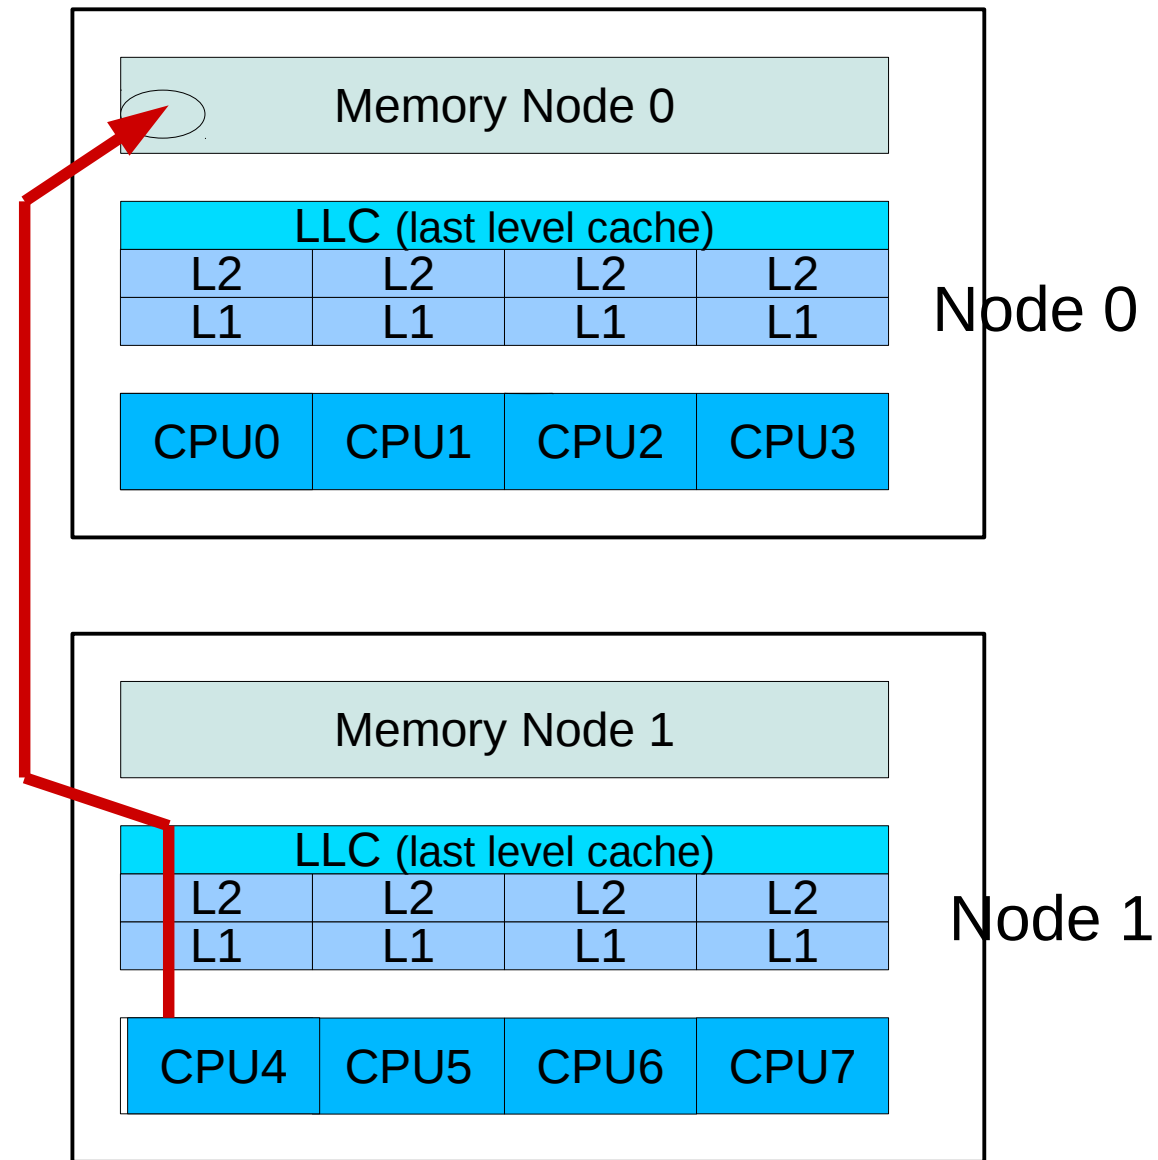 Memory Node 0
LLC (last level cache)
L2 L2 L2 L2
L1 L1 L1 L1
Node 0
CPU0 CPU1 CPU2 CPU3
Memory Node 1
LLC (last level cache)
L2 L2 L2 L2
L1 L1 L1 L1
Node 1
CPU4 CPU5 CPU6 CPU7